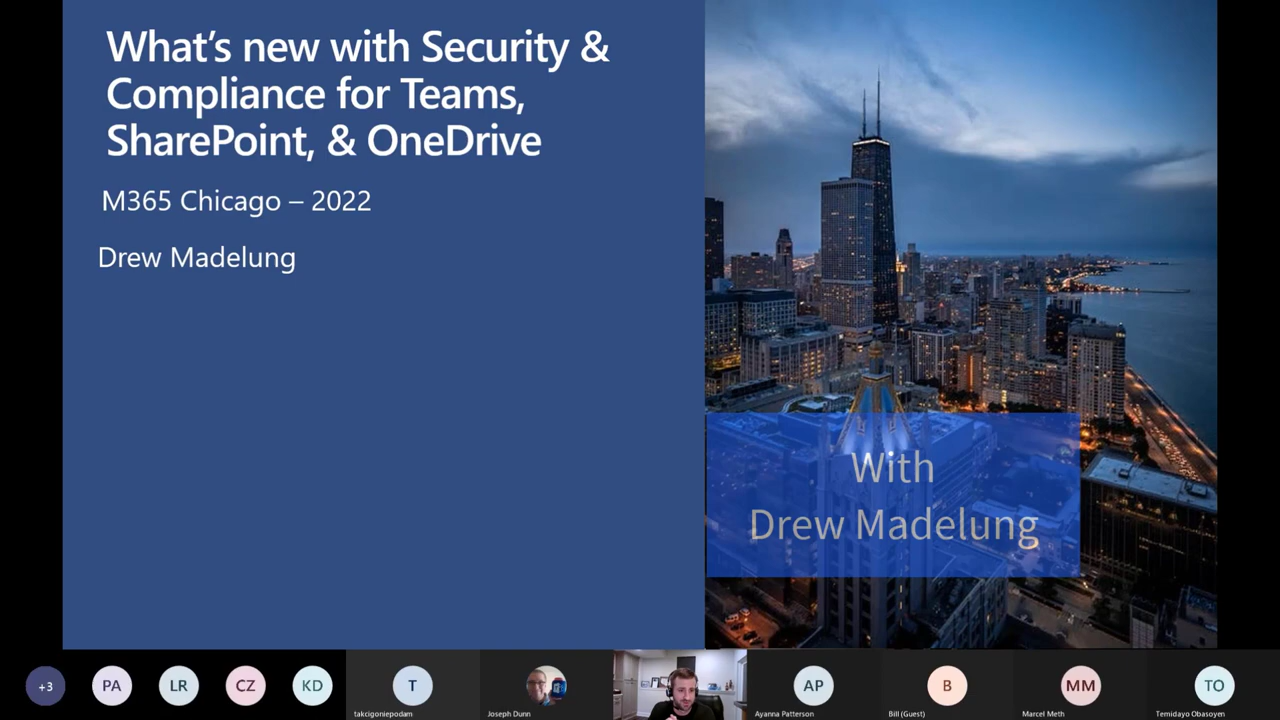 What's new with Security &
Compliance for Teams,
SharePoint, & OneDrive
M365 Chicago – 2022
Drew Madelung
With
Drew Madelung
+3
PA
LR
CZ
KD
T
AP
B
MM
TO
takcigoniepodam
Joseph Dunn
Ayanna Patterson
Bill (Guest)
Marcel Meth
Temidayo Obasoyen